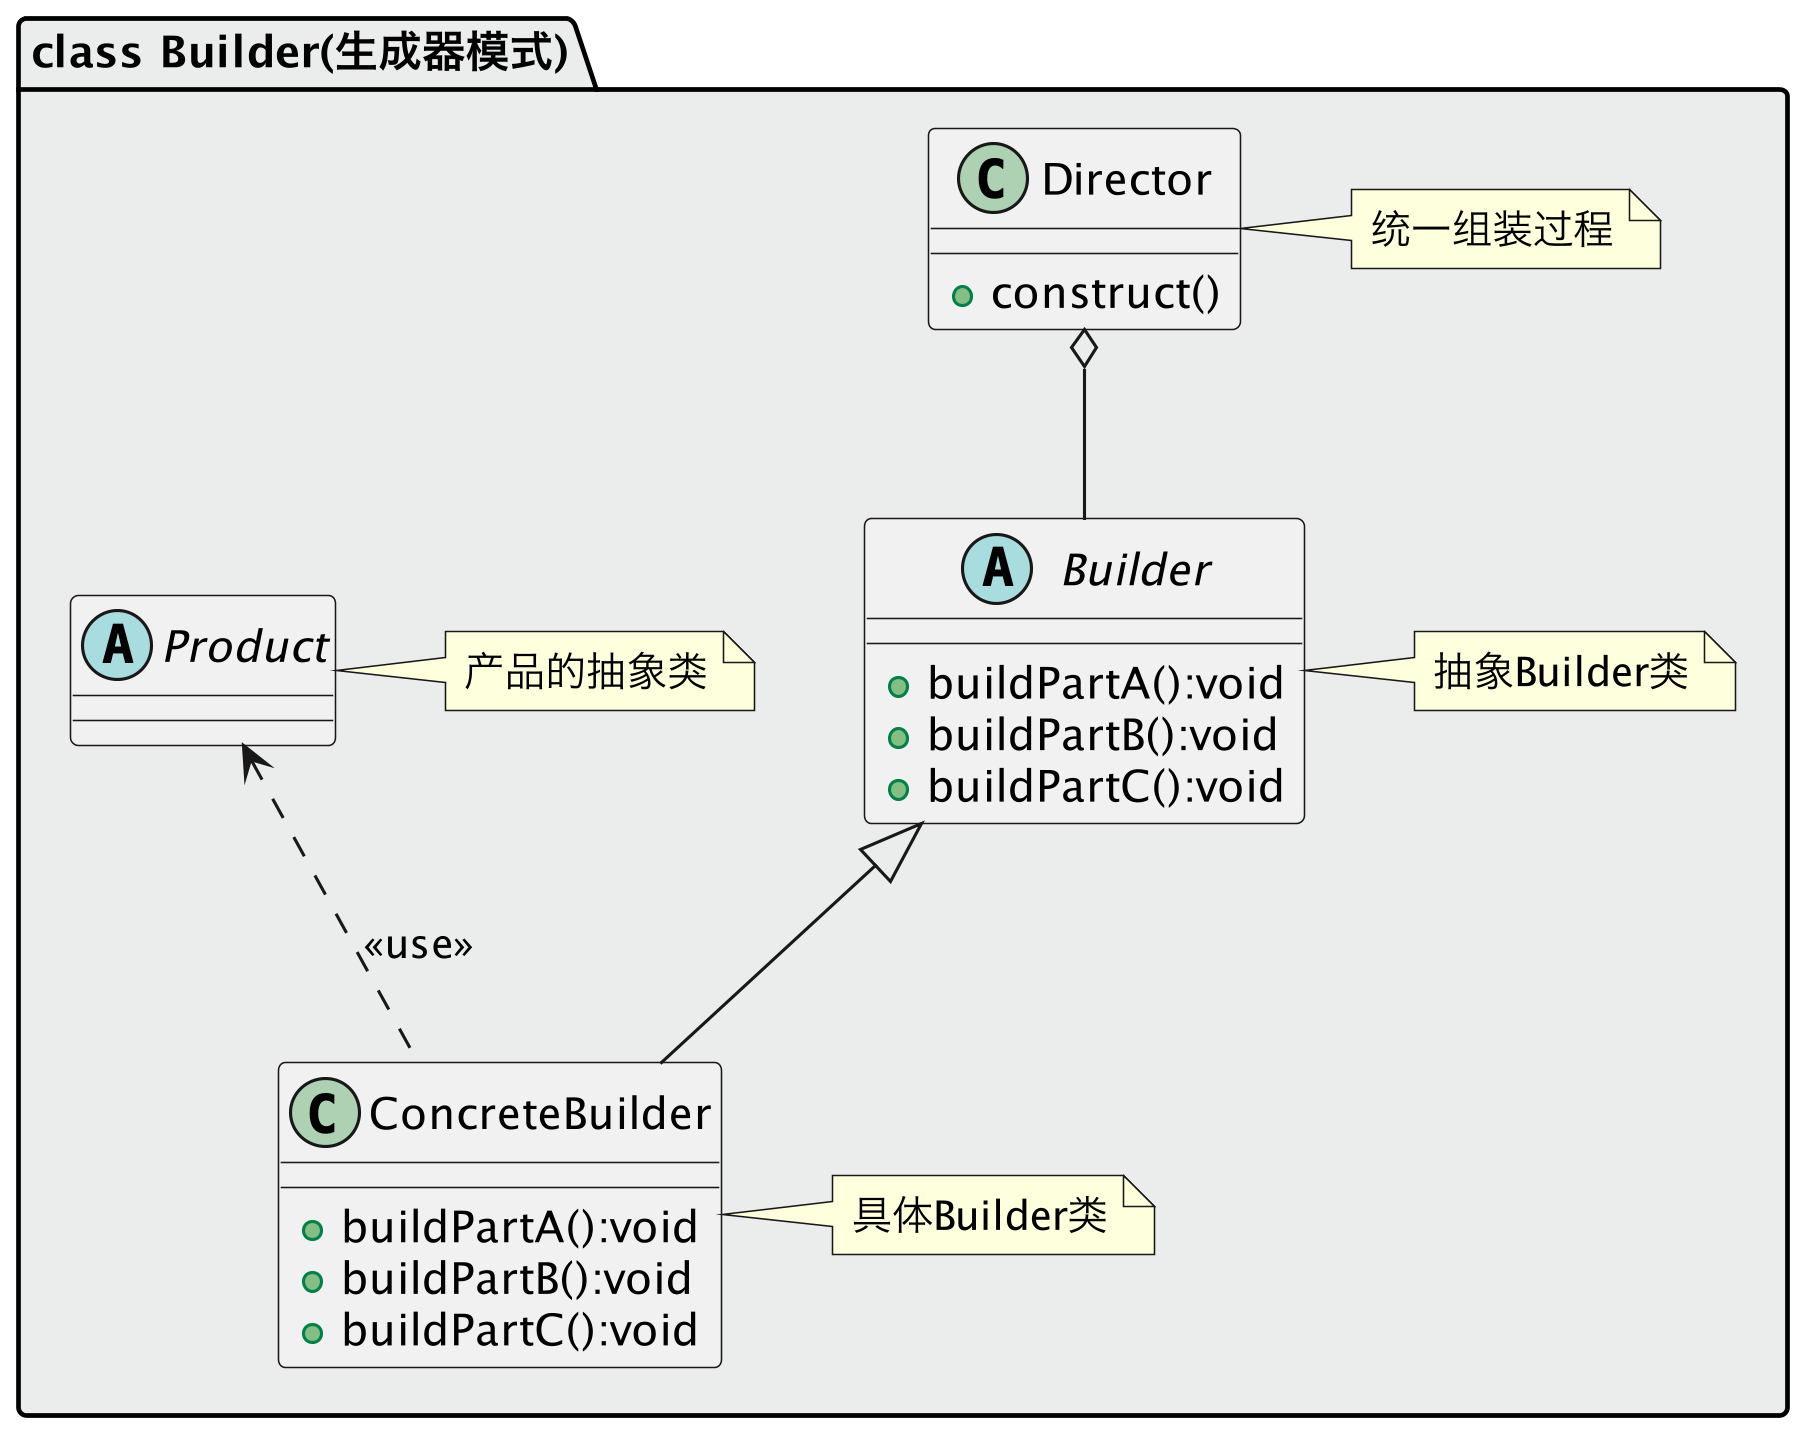 class Builder(生成器模式)
C Director
统一组装过程
construct()
A Builder
buildPartA():void
buildPartB():void
buildPartC():void
抽象Builder类
A Product
产品的抽象类
«use»
C ConcreteBuilder
buildPartA():void
buildPartB():void
buildPartC():void
具体Builder类